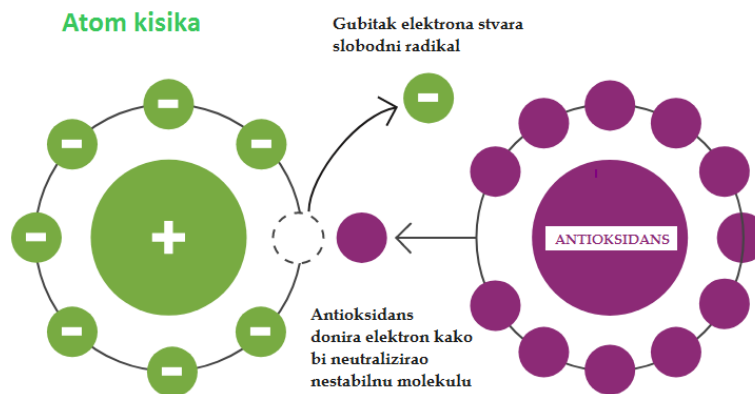 Atom kisika
Gubitak elektrona stvara
slobodni radikal
ANTIOKSIDANS
Antioksidans
donira elektron kako
bi neutralizirao
nestabilnu molekulu